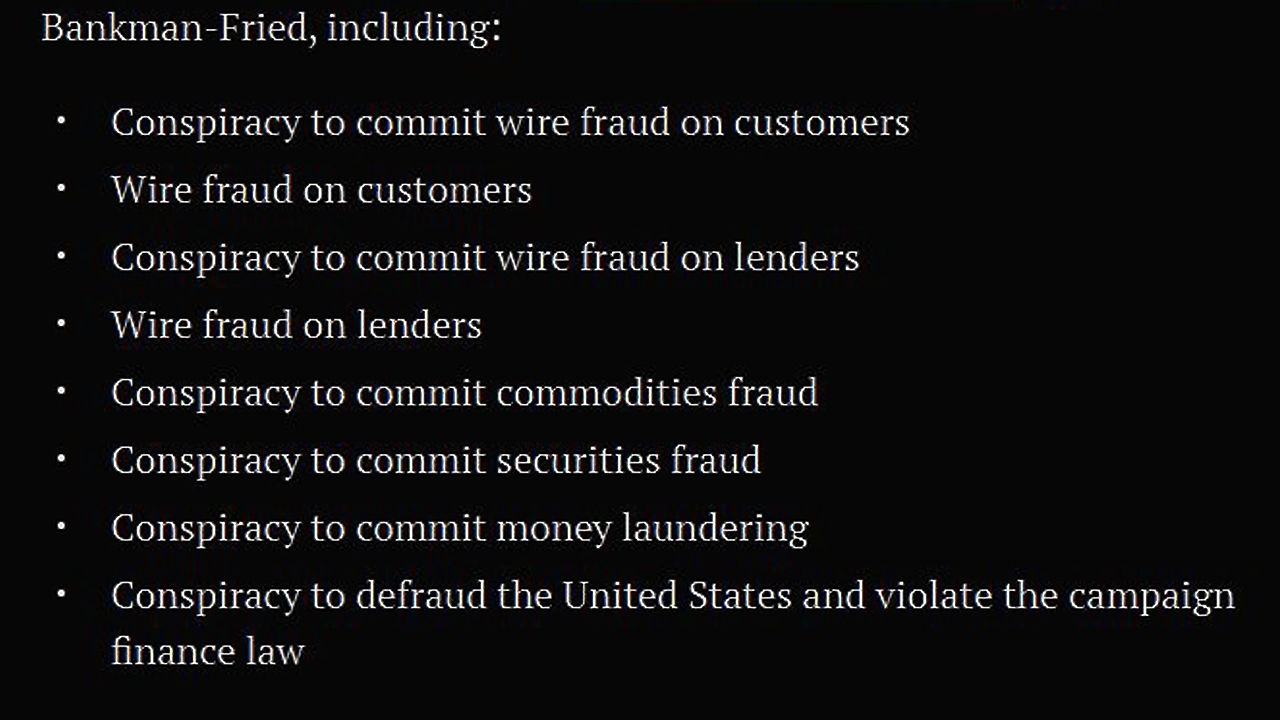 Bankman-Fried, including:
• Conspiracy to commit wire fraud on customers
• Wire fraud on customers
• Conspiracy to commit wire fraud on lenders
• Wire fraud on lenders
• Conspiracy to commit commodities fraud
• Conspiracy to commit securities fraud
• Conspiracy to commit money laundering
• Conspiracy to defraud the United States and violate the campaign
finance law